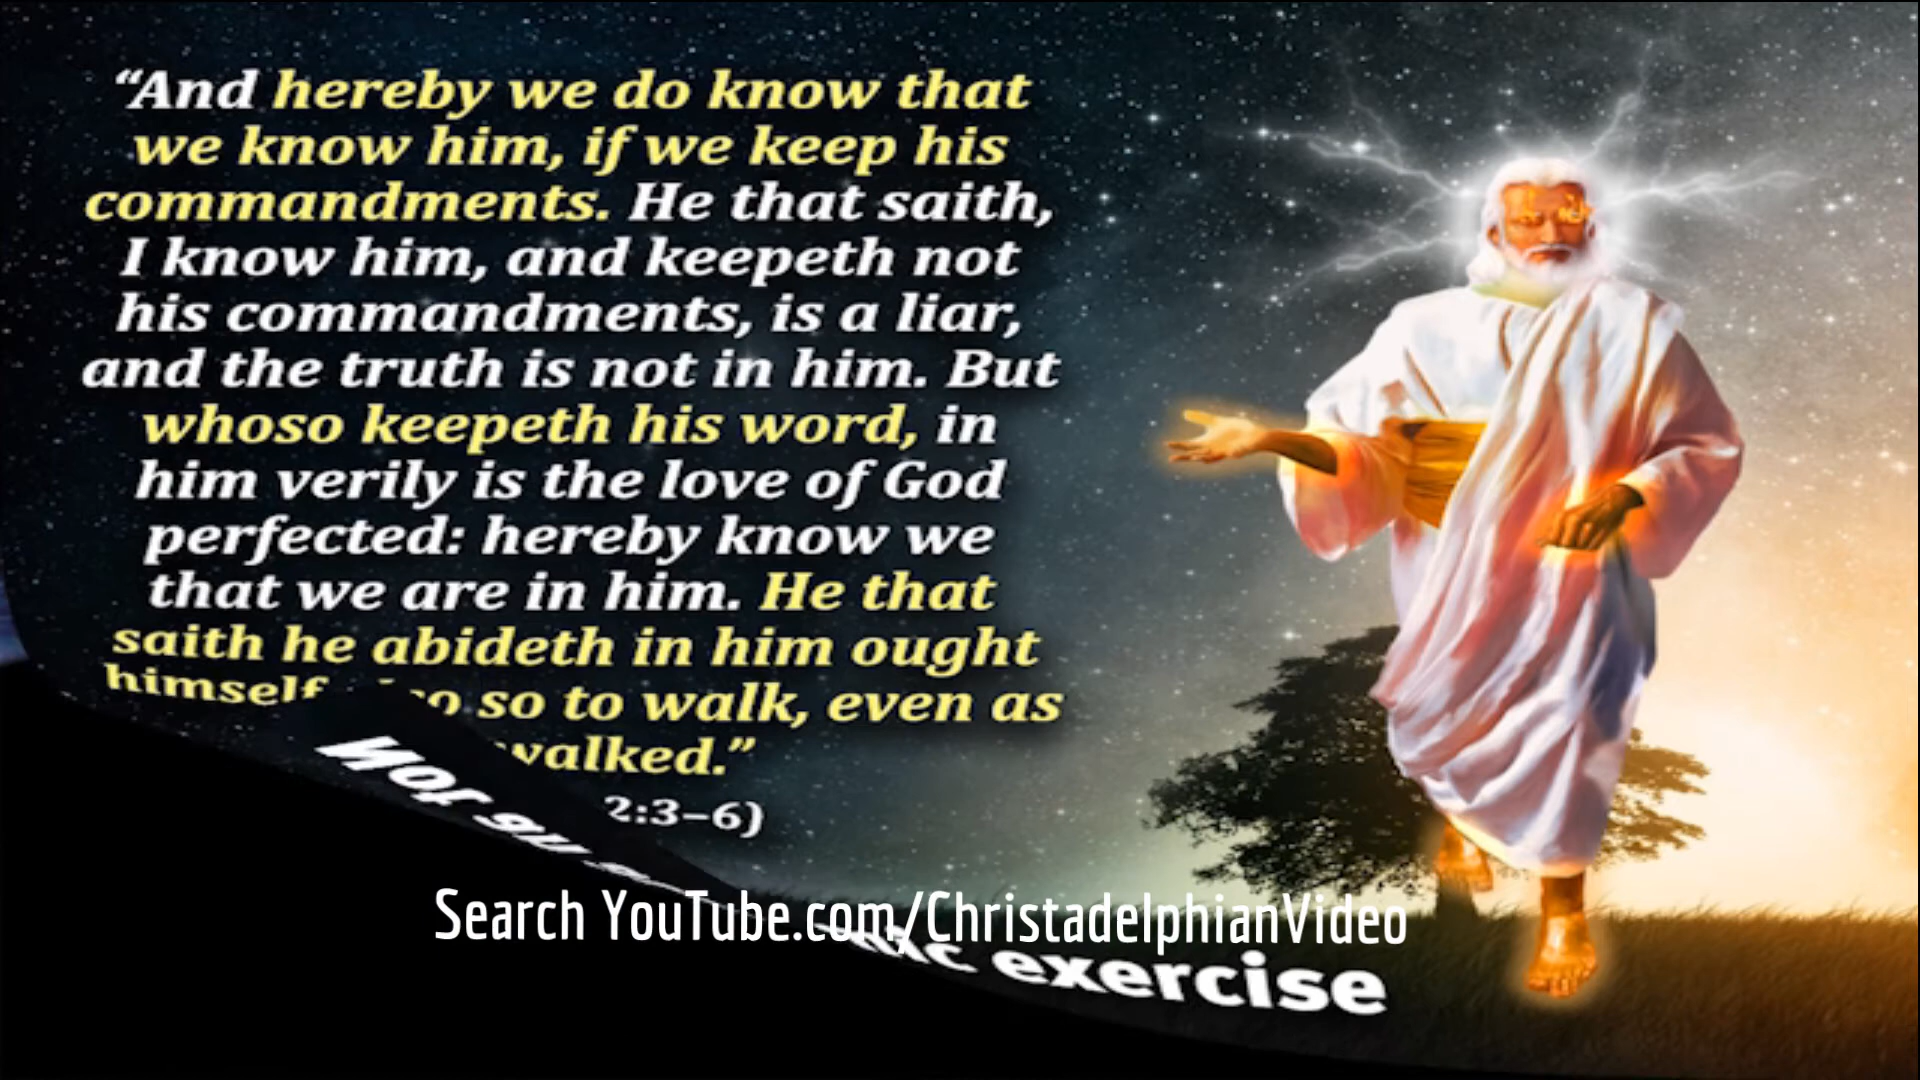 “And hereby we do know that
we know him, if we keep his
commandments. He that saith,
I know him, and keepeth not
his commandments, is a liar,
and the truth is not in him. But
whoso keepeth his word, in
him verily is the love of God
perfected: hereby know we
that we are in him. He that
saith he abideth in him ought
himself so to walk, even as
walked.”
2:3–6)
Not an
exercise
Search YouTube.com/ChristadelphianVideo